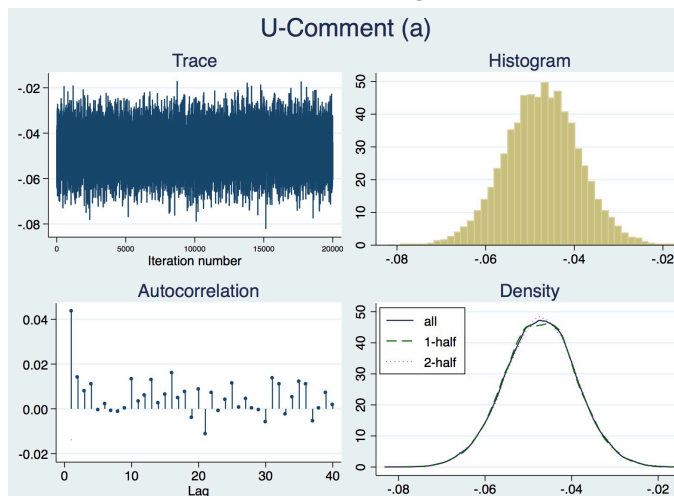 U-Comment (a)
Trace
-.02
-.04
-.06
-.08
0 5000 10000 15000 20000
Iteration number
Histogram
50
40
30
20
10
0
-.08 -.06 -.04 -.02
Autocorrelation
0.04
0.02
0.00
-0.02
0 10 20 30 40
Lag
Density
50
40
30
20
10
0
all
1-half
2-half
-.08 -.06 -.04 -.02